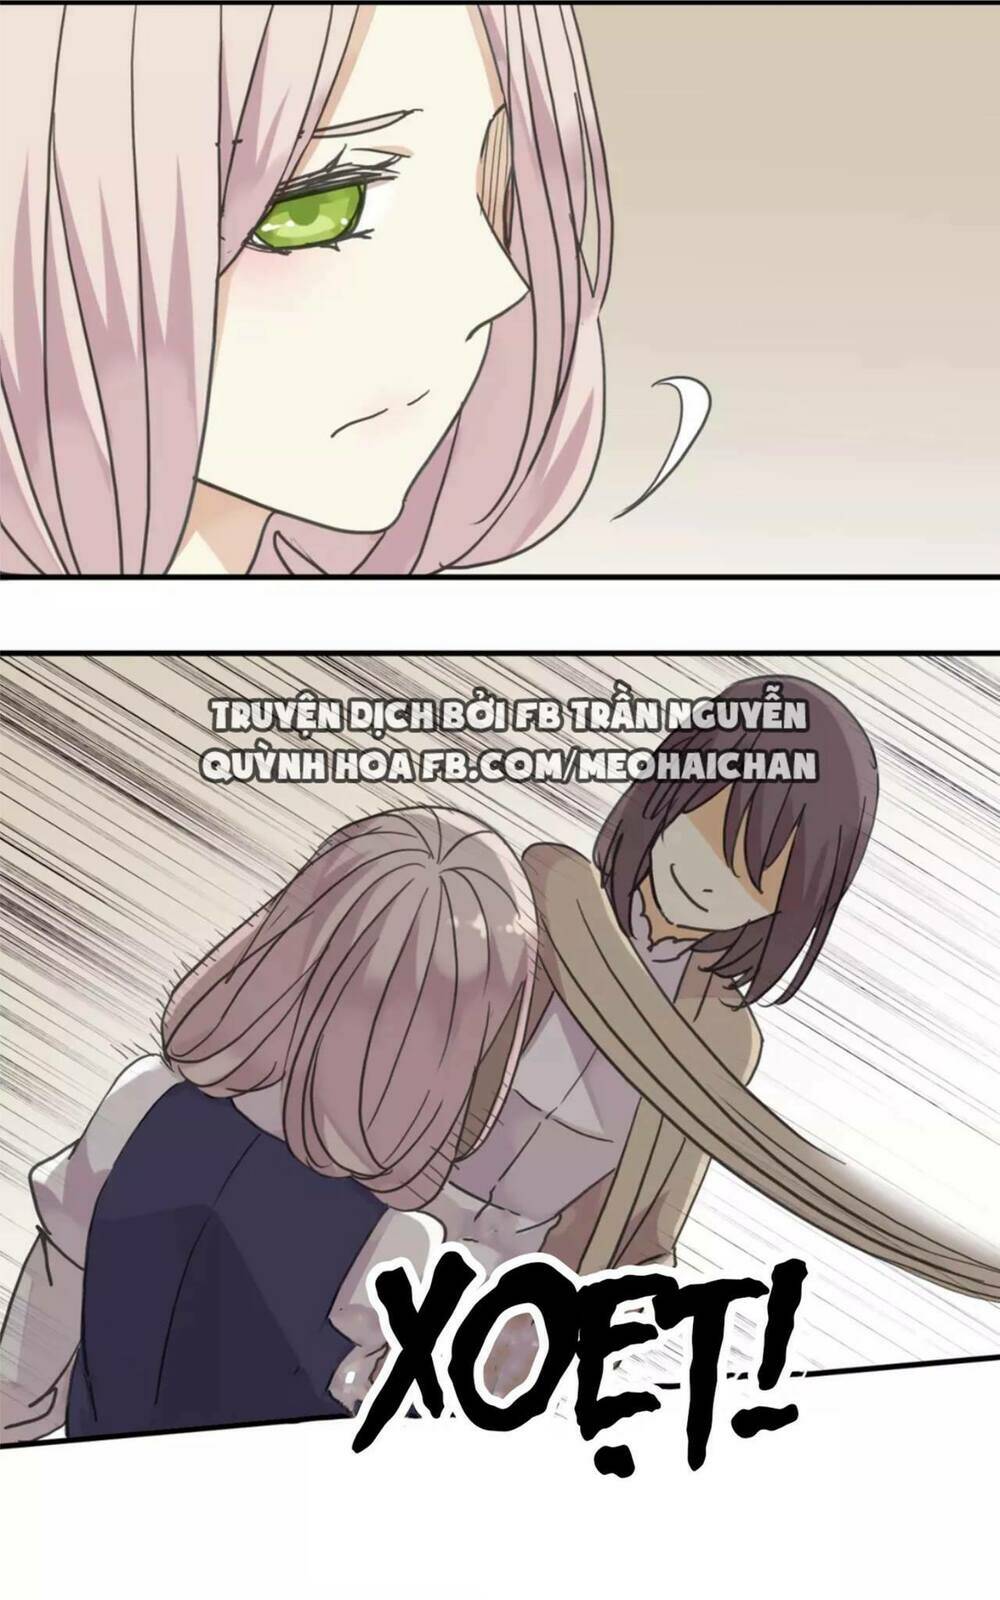 TRUYỆN DỊCH BỞI FB TRẦN NGUYỄN
QUỲNH HOA FB.COM/MEOHAICHAN
XOẸT!